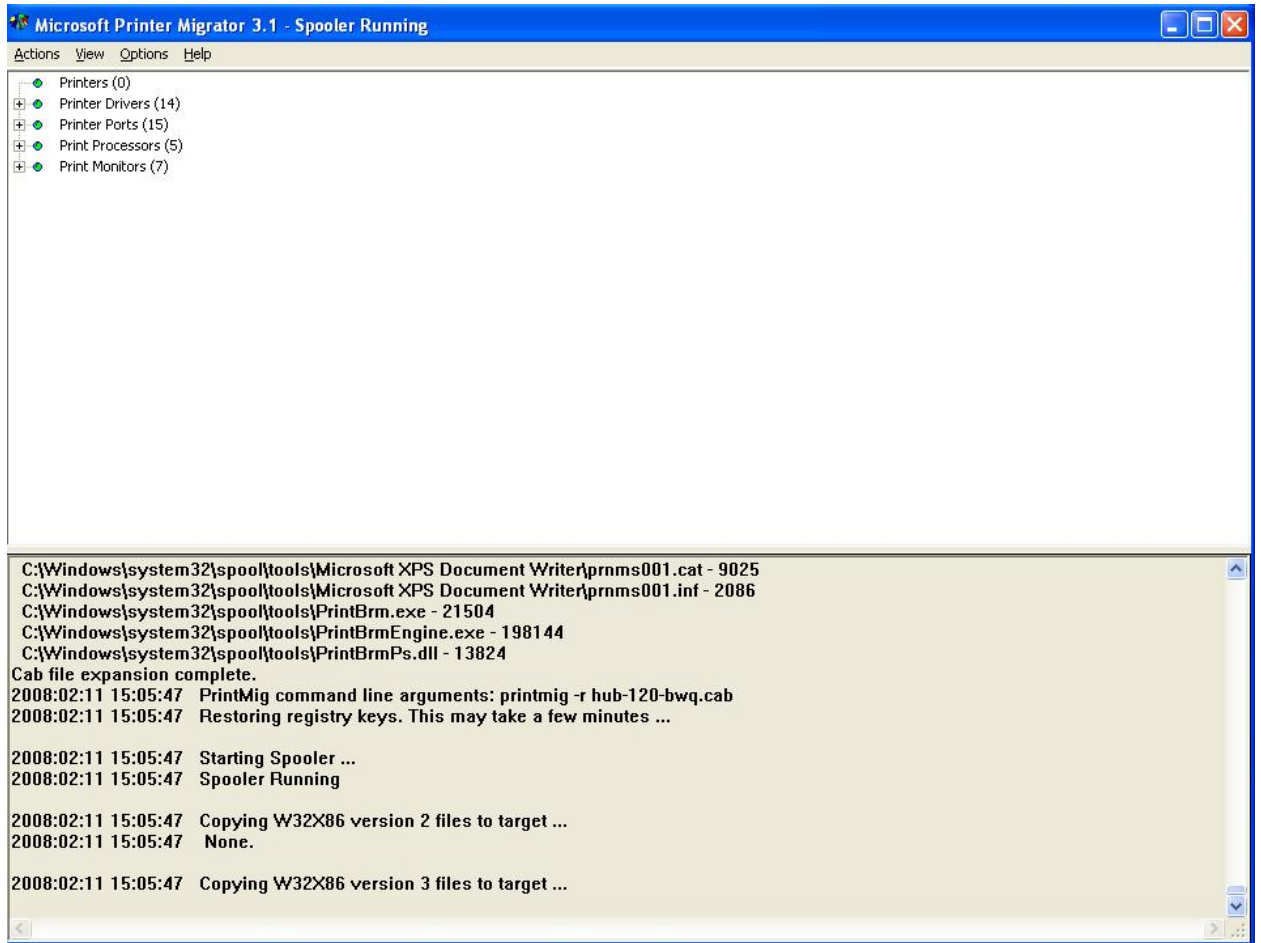 Microsoft Printer Migrator 3.1 - Spooler Running
Actions View Options Help
Printers (0)
Printer Drivers (14)
Printer Ports (15)
Print Processors (5)
Print Monitors (7)
C:\Windows\system32\spool\tools\Microsoft XPS Document Writer\prnms001.cat - 9025
C:\Windows\system32\spool\tools\Microsoft XPS Document Writer\prnms001.inf - 2086
C:\Windows\system32\spool\tools\PrintBrm.exe - 21504
C:\Windows\system32\spool\tools\PrintBrmEngine.exe - 198144
C:\Windows\system32\spool\tools\PrintBrmPs.dll - 13824
Cab file expansion complete.
2008:02:11 15:05:47 PrintMig command line arguments: printmig -r hub-120-bwq.cab
2008:02:11 15:05:47 Restoring registry keys. This may take a few minutes ...
2008:02:11 15:05:47 Starting Spooler ...
2008:02:11 15:05:47 Spooler Running
2008:02:11 15:05:47 Copying W32X86 version 2 files to target ...
2008:02:11 15:05:47 None.
2008:02:11 15:05:47 Copying W32X86 version 3 files to target ...